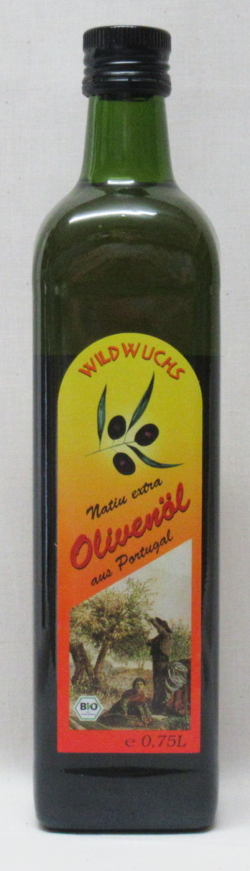 WILDWUCHS
Nativ extra
Olivenöl
aus Portugal
BIO
e 0.75L